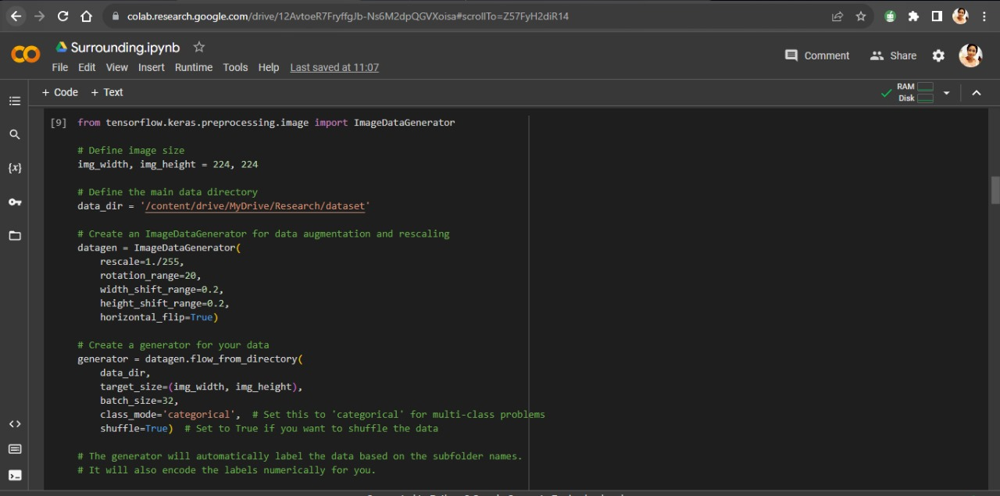 colab.research.google.com/drive/12AvtoeR7FryffgJb-Ns6M2dpQGVXoisa#scrollTo=Z57FyH2diR14
CO
Surrounding.ipynb
File Edit View Insert Runtime Tools Help Last saved at 11:07
Comment Share
+ Code + Text
RAM
Disk
[9] from tensorflow.keras.preprocessing.image import ImageDataGenerator
# Define image size
img_width, img_height = 224, 224
# Define the main data directory
data_dir = '/content/drive/MyDrive/Research/dataset'
# Create an ImageDataGenerator for data augmentation and rescaling
datagen = ImageDataGenerator(
    rescale=1./255,
    rotation_range=20,
    width_shift_range=0.2,
    height_shift_range=0.2,
    horizontal_flip=True)
# Create a generator for your data
generator = datagen.flow_from_directory(
    data_dir,
    target_size=(img_width, img_height),
    batch_size=32,
    class_mode='categorical',  # Set this to 'categorical' for multi-class problems
    shuffle=True)  # Set to True if you want to shuffle the data
# The generator will automatically label the data based on the subfolder names.
# It will also encode the labels numerically for you.
{x}
<>